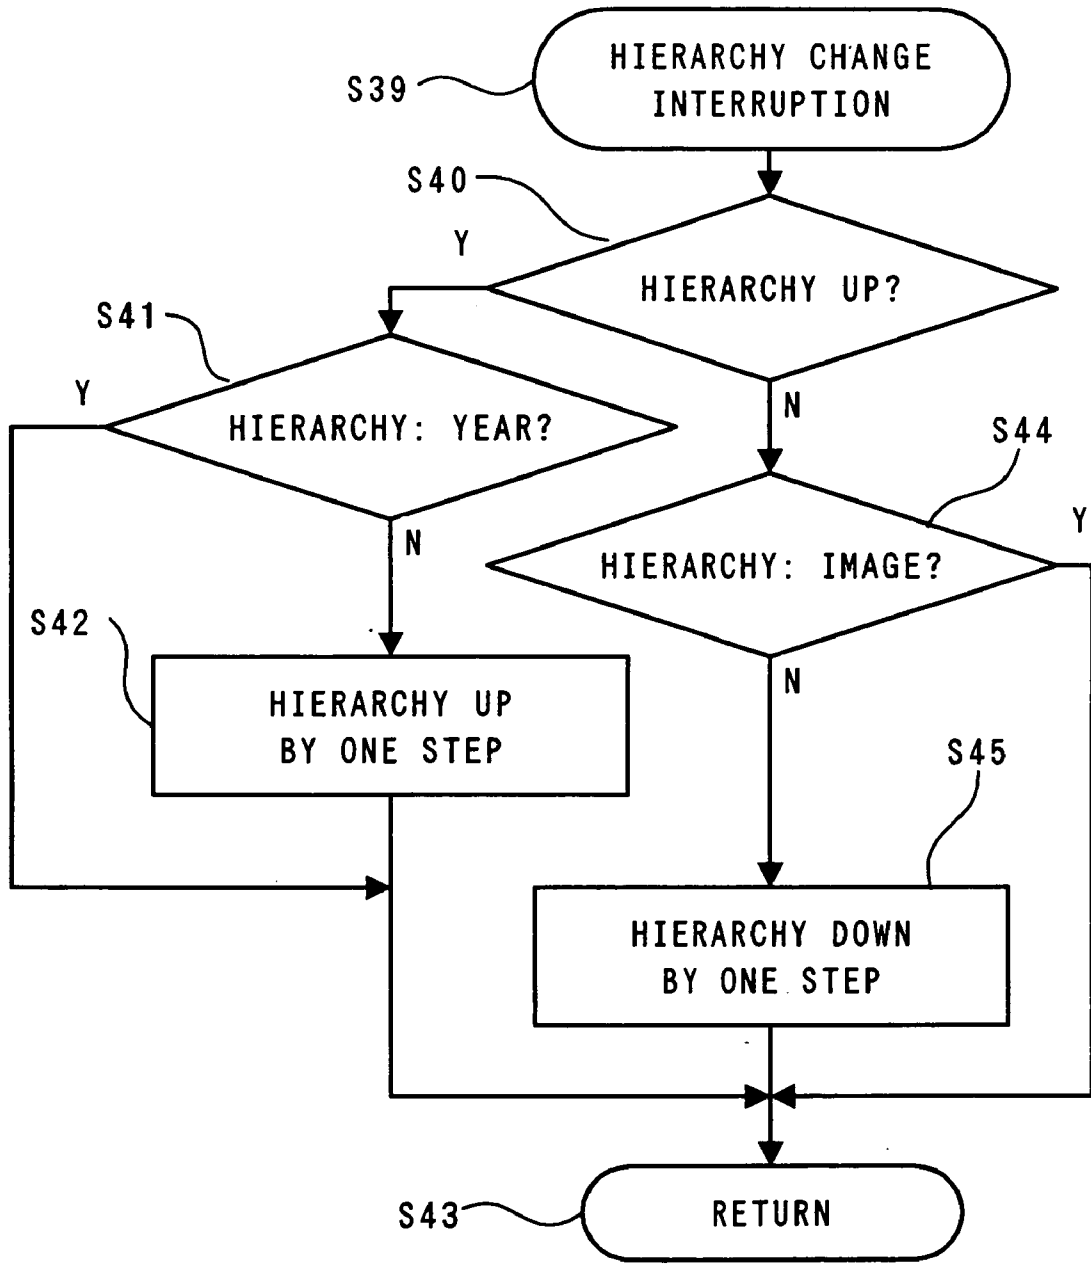 HIERARCHY CHANGE
INTERRUPTION
S39
S40
Y
HIERARCHY UP?
S41
Y
N
HIERARCHY: YEAR?
S44
Y
N
HIERARCHY: IMAGE?
S42
N
HIERARCHY UP
BY ONE STEP
S45
HIERARCHY DOWN
BY ONE STEP
S43
RETURN